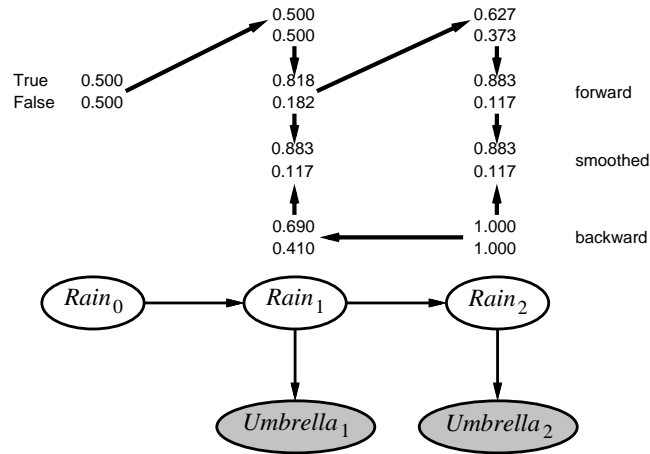 0.500 0.627
0.500 0.373
True 0.500 0.818 0.883
False 0.500 0.182 0.117 forward
0.883 0.883
0.117 0.117 smoothed
0.690 1.000
0.410 1.000 backward
Rain0 Rain1 Rain2
Umbrella1 Umbrella2